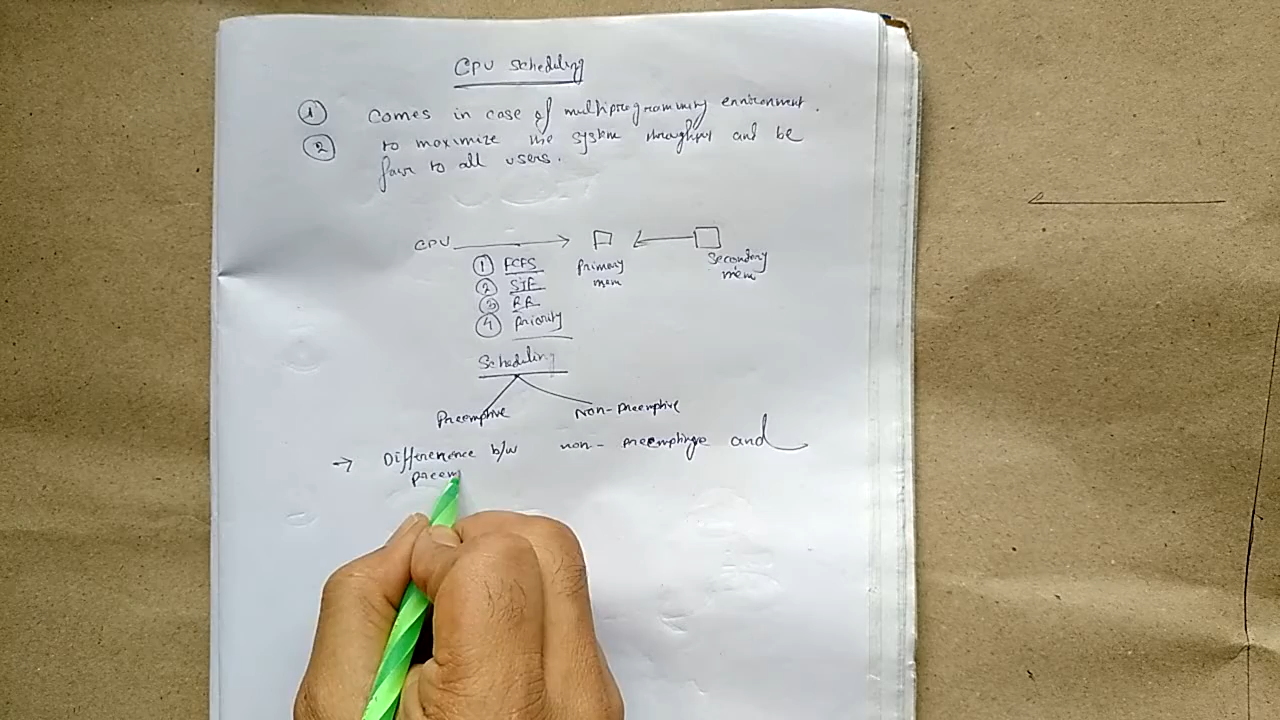 CPU Scheduling
① Comes in case of multiprogramming environment.
② to maximize the system throughput and be
fair to all users.
CPU
① FCFS
② SJF
③ RR
④ Priority
Primary
mem
Secondary
mem
Scheduling
Preemptive Non-Preemptive
→ Difference b/w non-preemptive and
preem